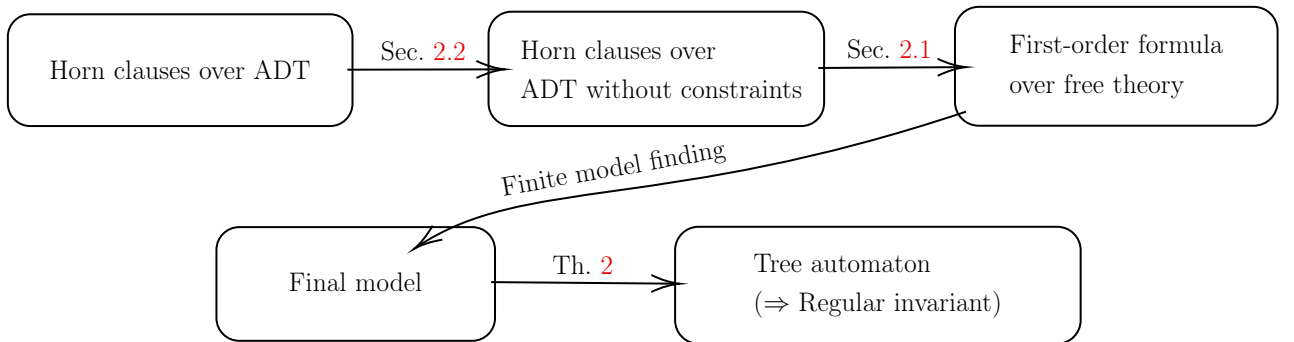 Horn clauses over ADT
Sec. 2.2
Horn clauses over
ADT without constraints
Sec. 2.1
First-order formula
over free theory
Finite model finding
Final model
Th. 2
Tree automaton
(⇒ Regular invariant)